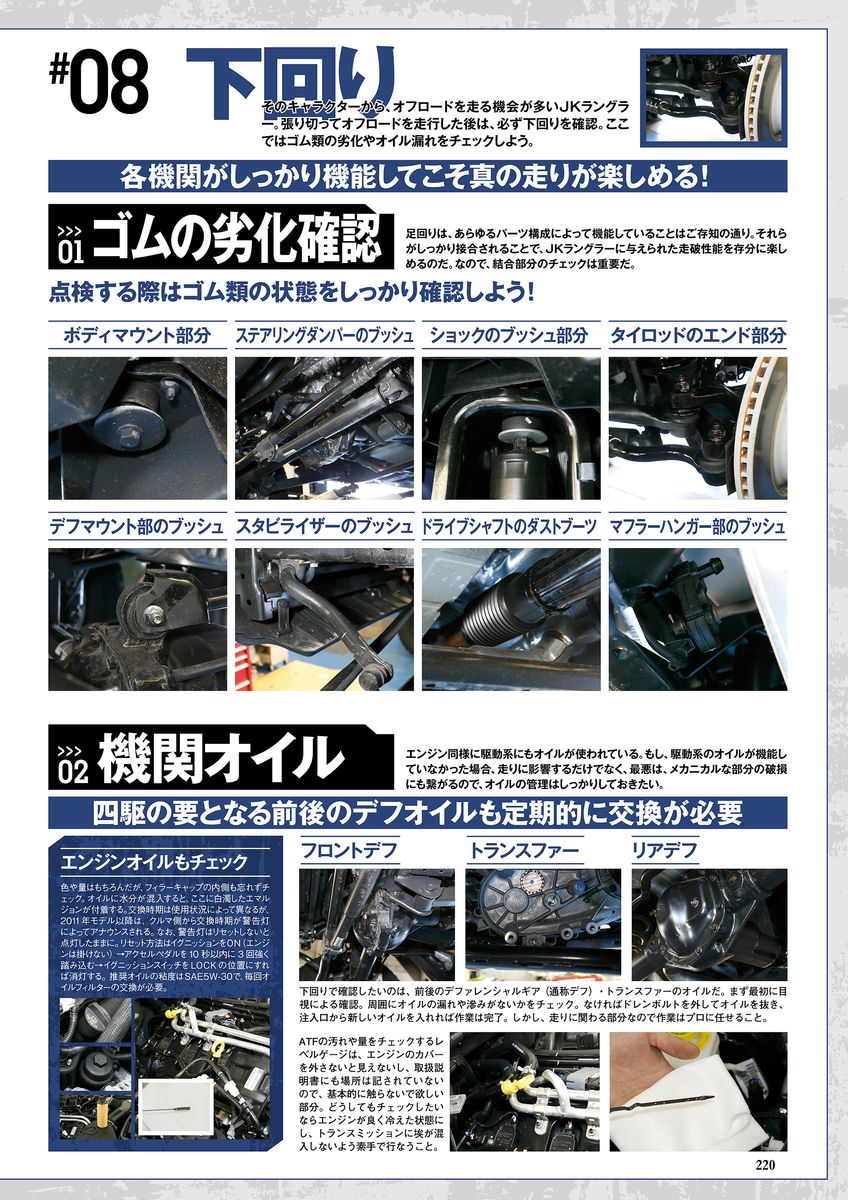 #08
下回り
そのキャラクターから、オフロードを走る機会が多いJKラングラ
ー。張り切ってオフロードを走行した後は、必ず下回りを確認。ここ
ではゴム類の劣化やオイル漏れをチェックしよう。
各機関がしっかり機能してこそ真の走りが楽しめる!
>>>
01
ゴムの劣化確認
足回りは、あらゆるパーツ構成によって機能していることはご存知の通り。それら
がしっかり接合されることで、JKラングラーに与えられた走破性能を存分に楽し
めるのだ。なので、結合部分のチェックは重要だ。
点検する際はゴム類の状態をしっかり確認しよう!
ボディマウント部分
ステアリングダンパーのブッシュ
ショックのブッシュ部分
タイロッドのエンド部分
デフマウント部のブッシュ
スタビライザーのブッシュ
ドライブシャフトのダストブーツ
マフラーハンガー部のブッシュ
>>>
02
機関オイル
エンジン同様に駆動系にもオイルが使われている。もし、駆動系のオイルが機能し
ていなかった場合、走りに影響するだけでなく、最悪は、メカニカルな部分の破損
にも繋がるので、オイルの管理はしっかりしておきたい。
四駆の要となる前後のデフオイルも定期的に交換が必要
エンジンオイルもチェック
色や量はもちろんだが、フィラーキャップの内側も忘れずチ
ェック。オイルに水分が混入すると、ここに白濁したエマル
ジョンが付着する。交換時期は使用状況によって異なるが、
2011年モデル以降は、クルマ側から交換時期が警告灯
によってアナウンスされる。なお、警告灯はリセットしないと
点灯したままに。リセット方法はイグニッションをON(エンジ
ンは掛けない)→アクセルペダルを10秒以内に3回強く
踏み込む→イグニッションスイッチをLOCKの位置にすれ
ば消灯する。推奨オイルの粘度はSAE5W-30で、毎回オ
イルフィルターの交換が必要。
フロントデフ
トランスファー
リアデフ
下回りで確認したいのは、前後のデファレンシャルギア(通称デフ)・トランスファーのオイルだ。まず最初に目
視による確認。周囲にオイルの漏れや滲みがないかをチェック。なければドレンボルトを外してオイルを抜き、
注入口から新しいオイルを入れれば作業は完了。しかし、走りに関わる部分なので作業はプロに任せること。
ATFの汚れや量をチェックするレ
ベルゲージは、エンジンのカバー
を外さないと見えないし、取扱説
明書にも場所は記されていない
ので、基本的に触らないで欲しい
部分。どうしてもチェックしたい
ならエンジンが良く冷えた状態に
し、トランスミッションに埃が混
入しないよう素手で行なうこと。
220